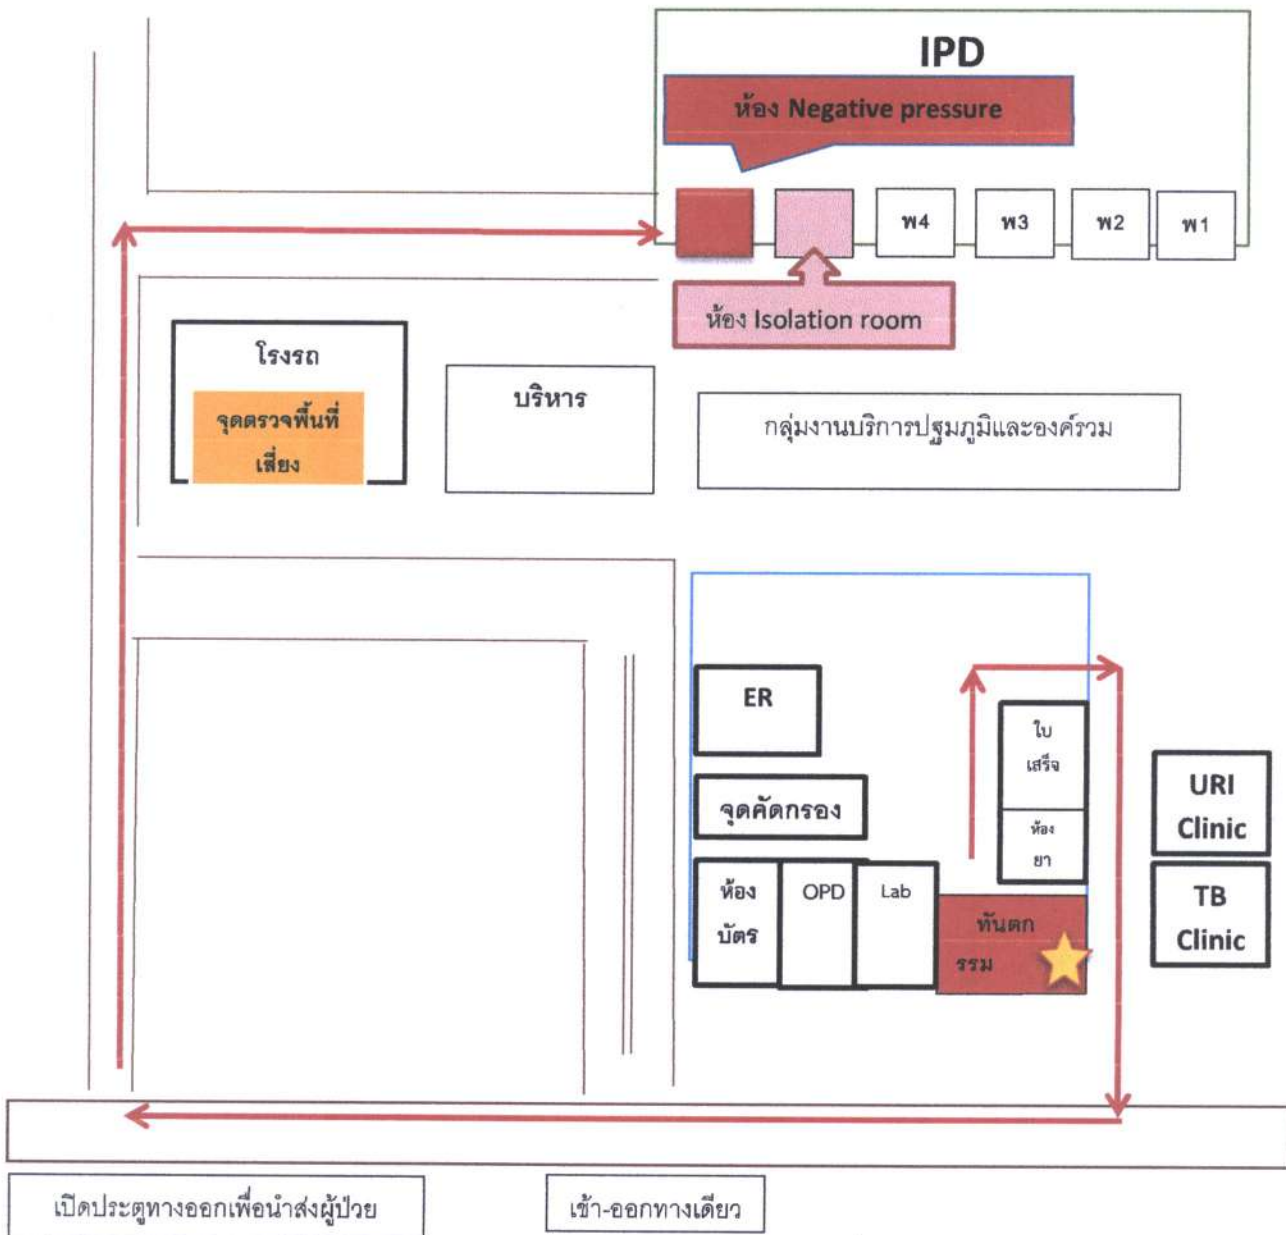 IPD
ห้อง Negative pressure
พ4
พ3
พ2
พ1
ห้อง Isolation room
โรงรถ
จุดตรวจพื้นที่
เสี่ยง
บริหาร
กลุ่มงานบริการปฐมภูมิและองค์รวม
ER
จุดคัดกรอง
ห้อง
บัตร
OPD
Lab
ใบ
เสร็จ
ห้อง
ยา
ทันตก
รรม
URI
Clinic
TB
Clinic
เปิดประตูทางออกเพื่อนำส่งผู้ป่วย
เข้า-ออกทางเดียว